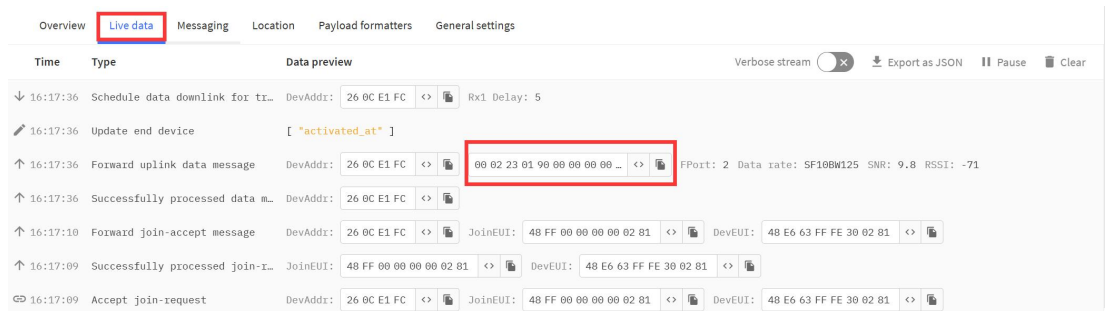 Overview Live data Messaging Location Payload formatters General settings
Time Type Data preview Verbose stream Export as JSON Pause Clear
16:17:36 Schedule data downlink for tr… DevAddr: 26 0C E1 FC <> Rx1 Delay: 5
16:17:36 Update end device [ "activated_at" ]
16:17:36 Forward uplink data message DevAddr: 26 0C E1 FC <> 00 02 23 01 90 00 00 00 00 … <> FPort: 2 Data rate: SF10BW125 SNR: 9.8 RSSI: -71
16:17:36 Successfully processed data m… DevAddr: 26 0C E1 FC <>
16:17:10 Forward join-accept message DevAddr: 26 0C E1 FC <> JoinEUI: 48 FF 00 00 00 00 02 81 <> DevEUI: 48 E6 63 FF FE 30 02 81 <>
16:17:09 Successfully processed join-r… JoinEUI: 48 FF 00 00 00 00 02 81 <> DevEUI: 48 E6 63 FF FE 30 02 81 <>
16:17:09 Accept join-request DevAddr: 26 0C E1 FC <> JoinEUI: 48 FF 00 00 00 00 02 81 <> DevEUI: 48 E6 63 FF FE 30 02 81 <>